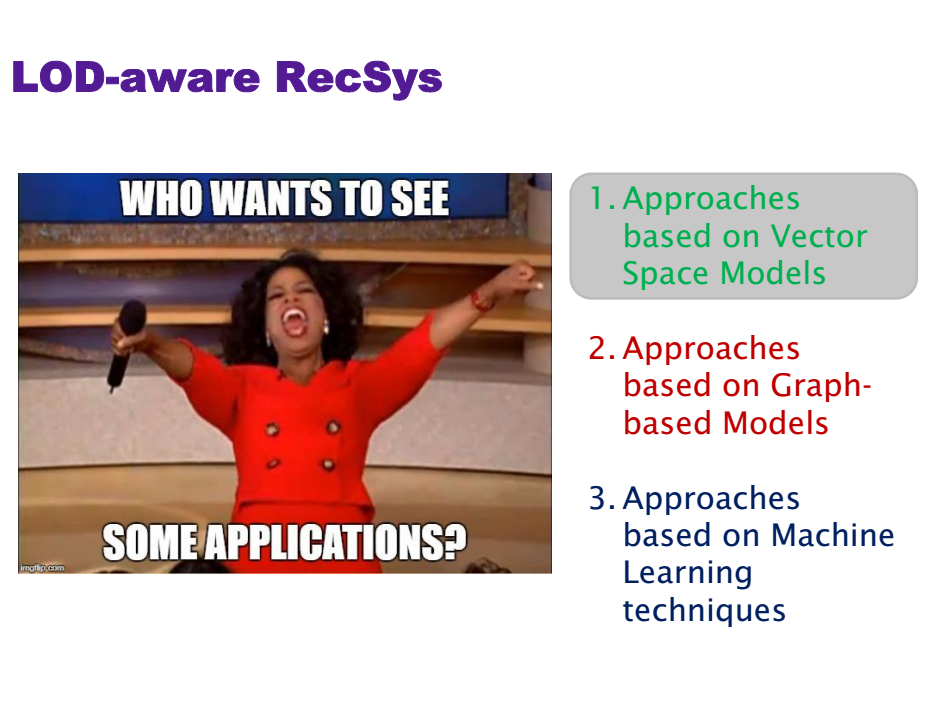 LOD-aware RecSys
WHO WANTS TO SEE
SOME APPLICATIONS?
imgflip.com
1. Approaches
based on Vector
Space Models
2. Approaches
based on Graph-
based Models
3. Approaches
based on Machine
Learning
techniques